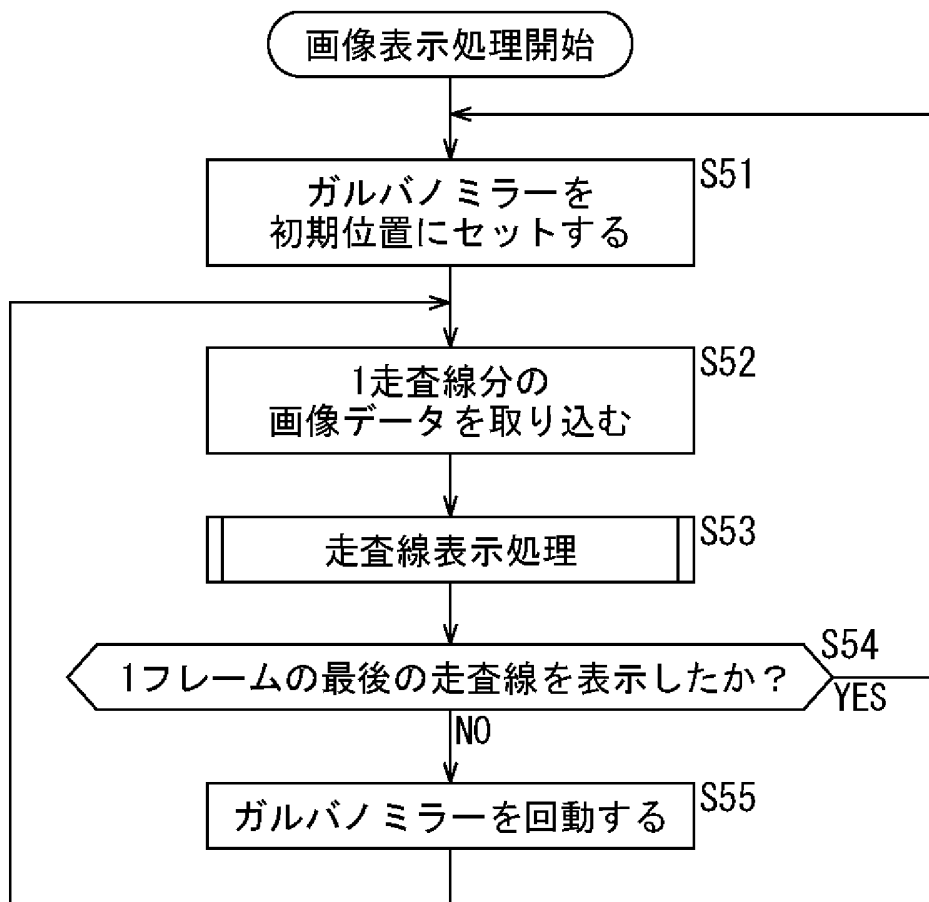 画像表示処理開始
S51
ガルバノミラーを
初期位置にセットする
S52
1走査線分の
画像データを取り込む
S53
走査線表示処理
S54
1フレームの最後の走査線を表示したか？
YES
NO
S55
ガルバノミラーを回動する